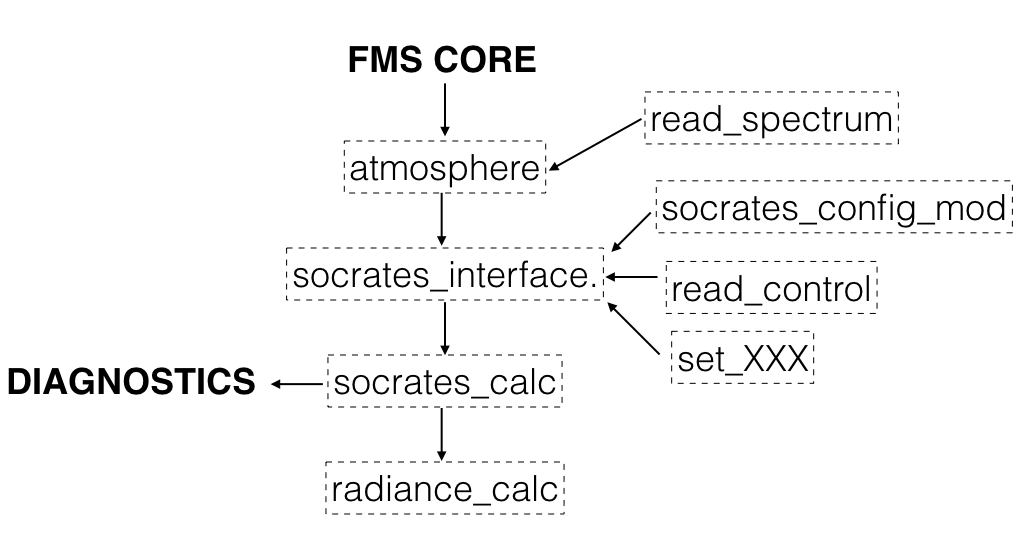 FMS CORE
read_spectrum
atmosphere
socrates_config_mod
socrates_interface.
read_control
set_XXX
DIAGNOSTICS
socrates_calc
radiance_calc